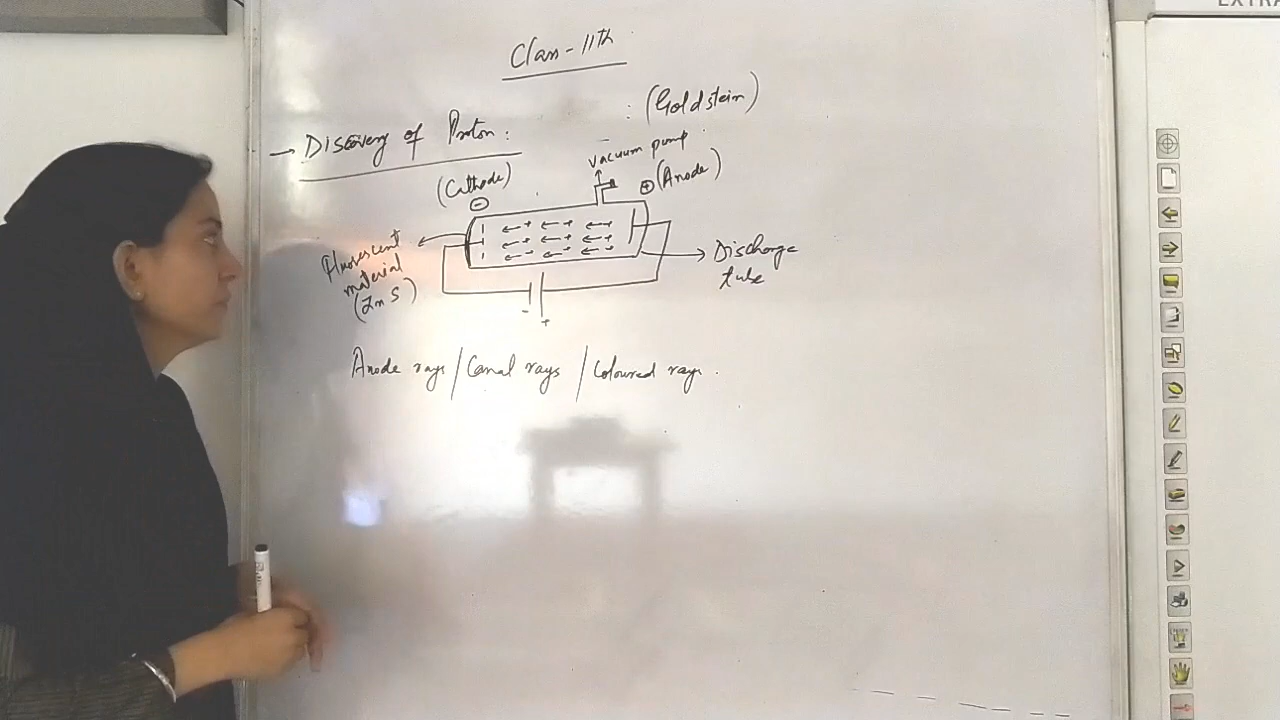 EXTRA
Class - 11th
: (Goldstein)
→ Discovery of Proton :
vacuum pump
(Cathode)
⊕ (Anode)
⊖
Fluorescent
material
(ZnS)
Discharge
tube
- +
Anode rays / Canal rays / Coloured rays.